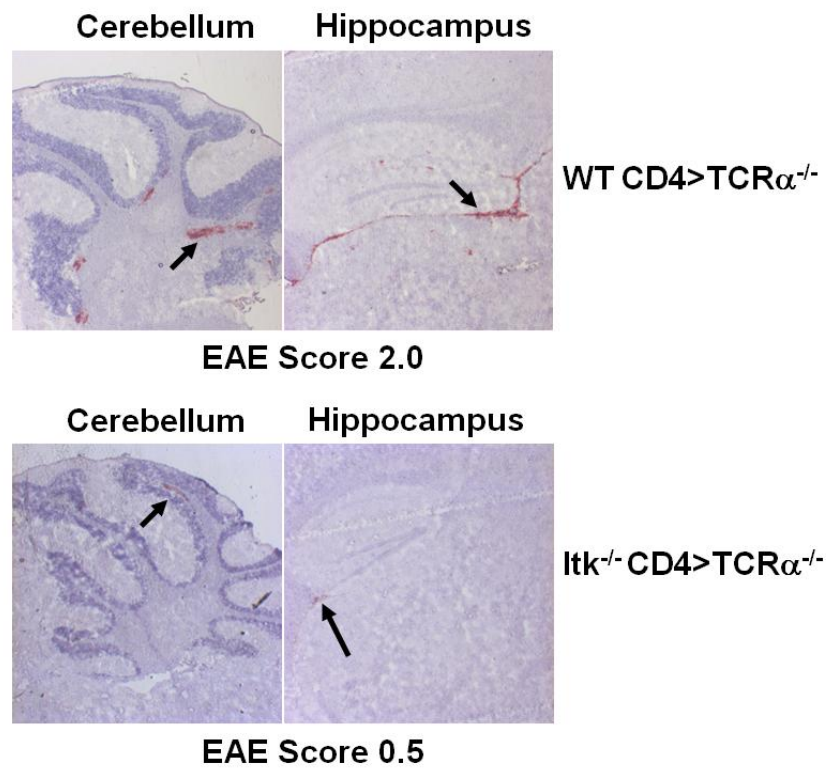 Cerebellum Hippocampus
WT CD4>TCRα-/-
EAE Score 2.0
Cerebellum Hippocampus
Itk-/- CD4>TCRα-/-
EAE Score 0.5